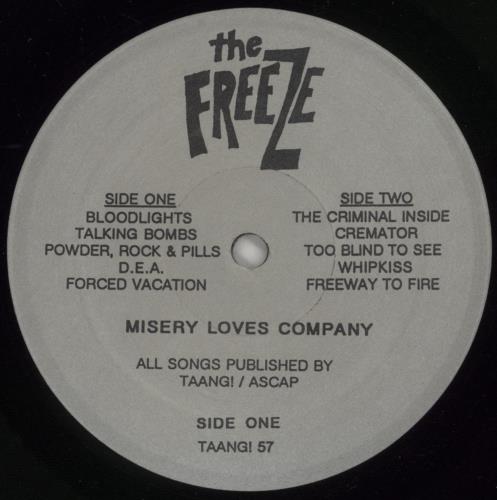 the
FREEZE
SIDE ONE
BLOODLIGHTS
TALKING BOMBS
POWDER, ROCK & PILLS
D.E.A.
FORCED VACATION
SIDE TWO
THE CRIMINAL INSIDE
CREMATOR
TOO BLIND TO SEE
WHIPKISS
FREEWAY TO FIRE
MISERY LOVES COMPANY
ALL SONGS PUBLISHED BY
TAANG! / ASCAP
SIDE ONE
TAANG! 57